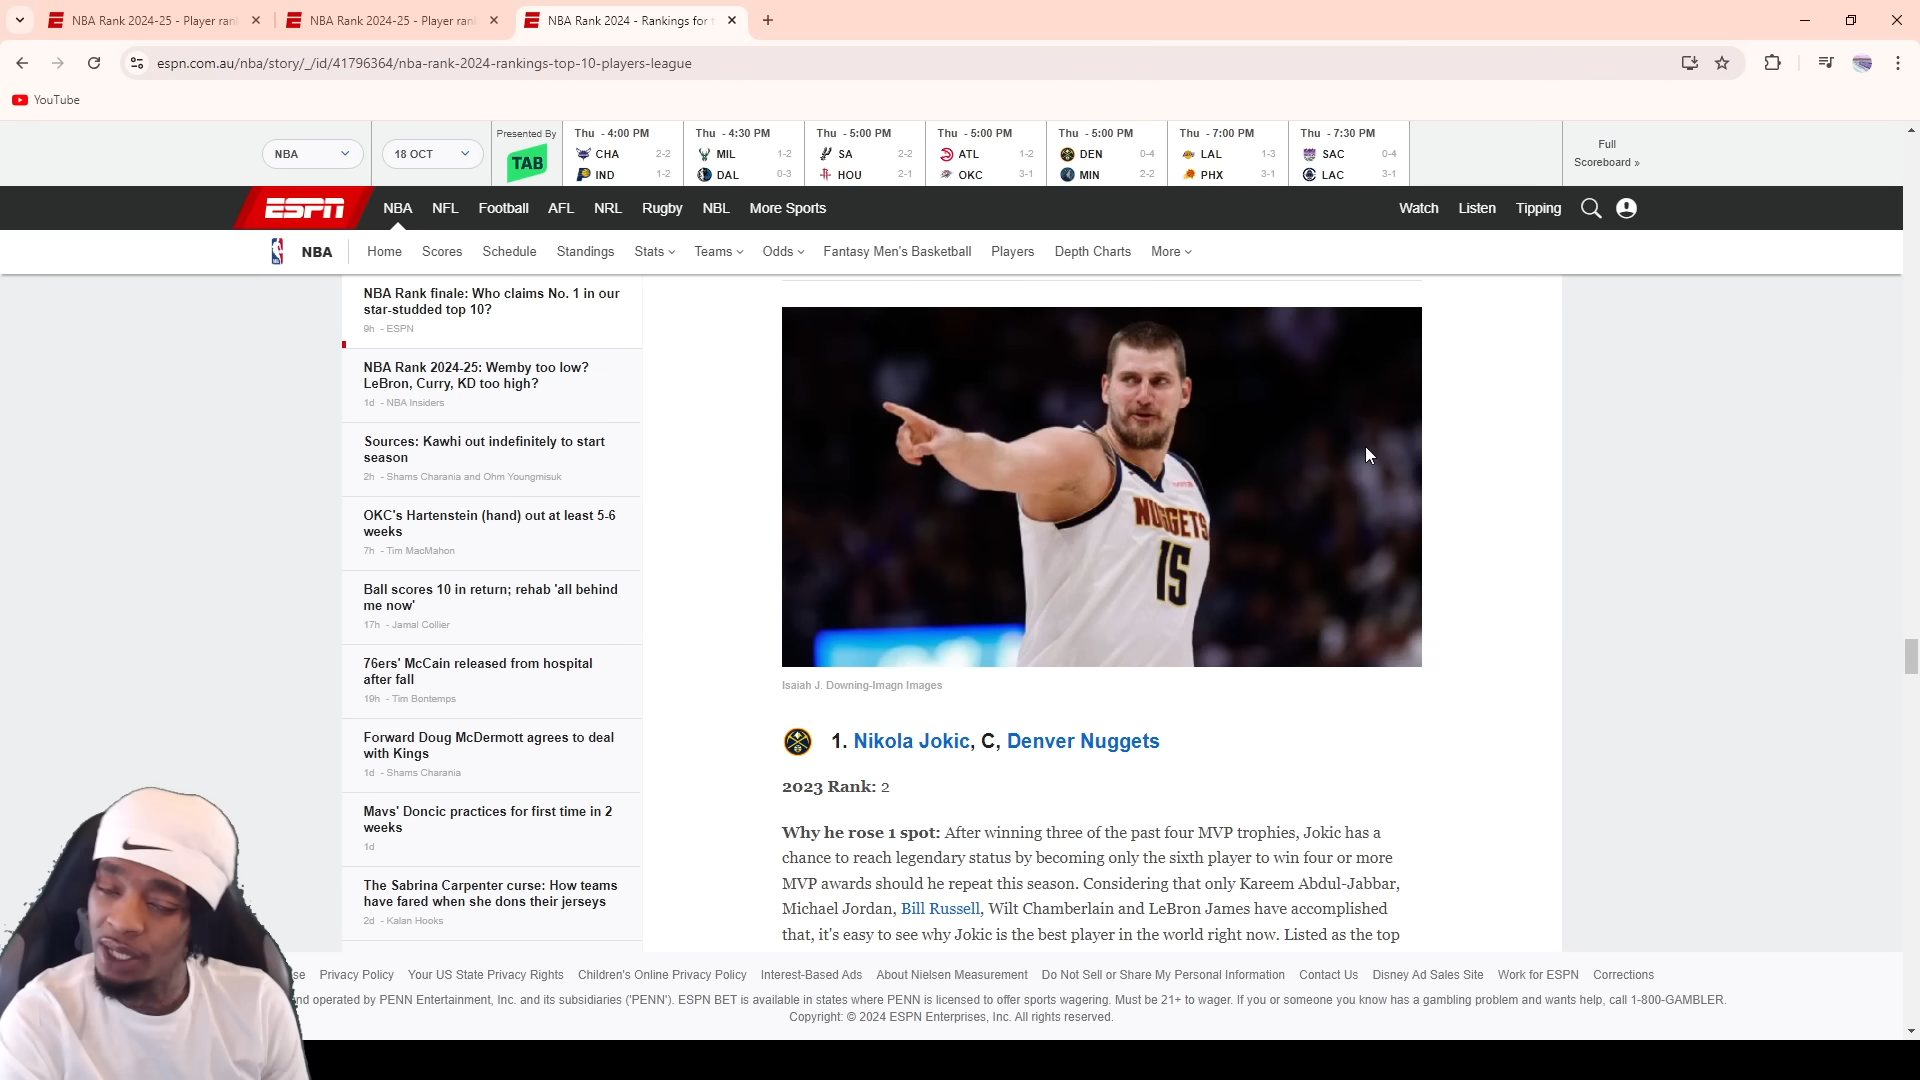 NBA Rank 2024-25 - Player ran
NBA Rank 2024-25 - Player ran
NBA Rank 2024 - Rankings for t
espn.com.au/nba/story/_/id/41796364/nba-rank-2024-rankings-top-10-players-league
YouTube
NBA
18 OCT
Presented By
TAB
Thu - 4:00 PM
CHA 2-2
IND 1-2
Thu - 4:30 PM
MIL 1-2
DAL 0-3
Thu - 5:00 PM
SA 2-2
HOU 2-1
Thu - 5:00 PM
ATL 1-2
OKC 3-1
Thu - 5:00 PM
DEN 0-4
MIN 2-2
Thu - 7:00 PM
LAL 1-3
PHX 3-1
Thu - 7:30 PM
SAC 0-4
LAC 3-1
Full
Scoreboard »
ESPN NBA NFL Football AFL NRL Rugby NBL More Sports Watch Listen Tipping
NBA Home Scores Schedule Standings Stats Teams Odds Fantasy Men's Basketball Players Depth Charts More
NBA Rank finale: Who claims No. 1 in our
star-studded top 10?
9h - ESPN
NBA Rank 2024-25: Wemby too low?
LeBron, Curry, KD too high?
1d - NBA Insiders
Sources: Kawhi out indefinitely to start
season
2h - Shams Charania and Ohm Youngmisuk
OKC's Hartenstein (hand) out at least 5-6
weeks
7h - Tim MacMahon
Ball scores 10 in return; rehab 'all behind
me now'
17h - Jamal Collier
76ers' McCain released from hospital
after fall
19h - Tim Bontemps
Forward Doug McDermott agrees to deal
with Kings
1d - Shams Charania
Mavs' Doncic practices for first time in 2
weeks
1d
The Sabrina Carpenter curse: How teams
have fared when she dons their jerseys
2d - Kalan Hooks
NUGGETS
15
Isaiah J. Downing-Imagn Images
1. Nikola Jokic, C, Denver Nuggets
2023 Rank: 2
Why he rose 1 spot: After winning three of the past four MVP trophies, Jokic has a
chance to reach legendary status by becoming only the sixth player to win four or more
MVP awards should he repeat this season. Considering that only Kareem Abdul-Jabbar,
Michael Jordan, Bill Russell, Wilt Chamberlain and LeBron James have accomplished
that, it's easy to see why Jokic is the best player in the world right now. Listed as the top
se Privacy Policy Your US State Privacy Rights Children's Online Privacy Policy Interest-Based Ads About Nielsen Measurement Do Not Sell or Share My Personal Information Contact Us Disney Ad Sales Site Work for ESPN Corrections
nd operated by PENN Entertainment, Inc. and its subsidiaries ('PENN'). ESPN BET is available in states where PENN is licensed to offer sports wagering. Must be 21+ to wager. If you or someone you know has a gambling problem and wants help, call 1-800-GAMBLER.
Copyright: © 2024 ESPN Enterprises, Inc. All rights reserved.